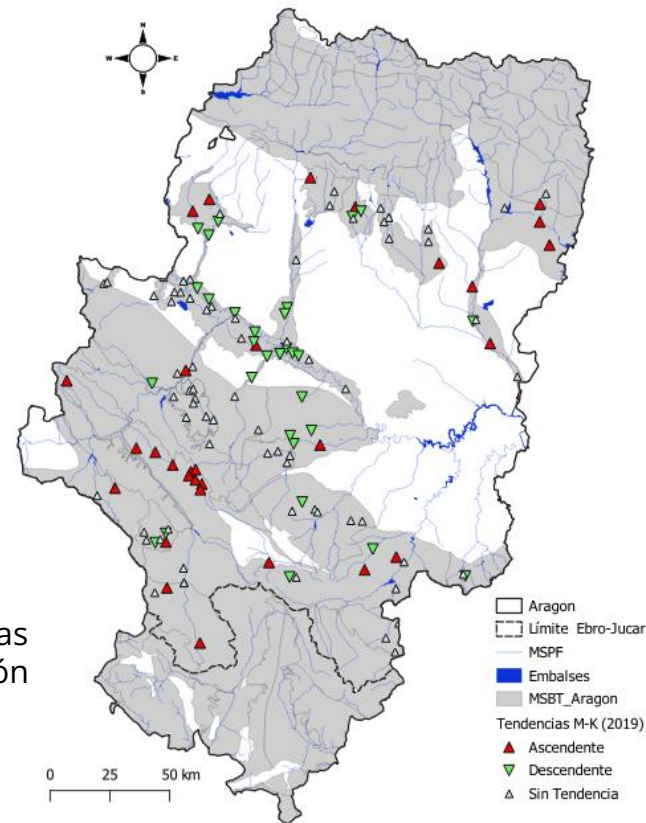 N
W E
S
as
ón
Aragon
Límite Ebro-Jucar
MSPF
Embalses
MSBT_Aragon
Tendencias M-K (2019)
Ascendente
Descendente
Sin Tendencia
0 25 50 km